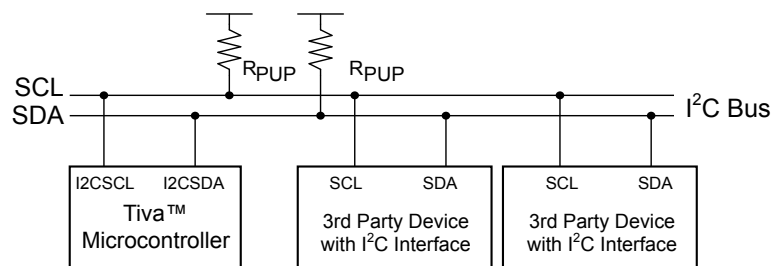 RPUP RPUP
SCL
SDA
I²C Bus
I2CSCL I2CSDA
Tiva™
Microcontroller
SCL SDA
3rd Party Device
with I²C Interface
SCL SDA
3rd Party Device
with I²C Interface